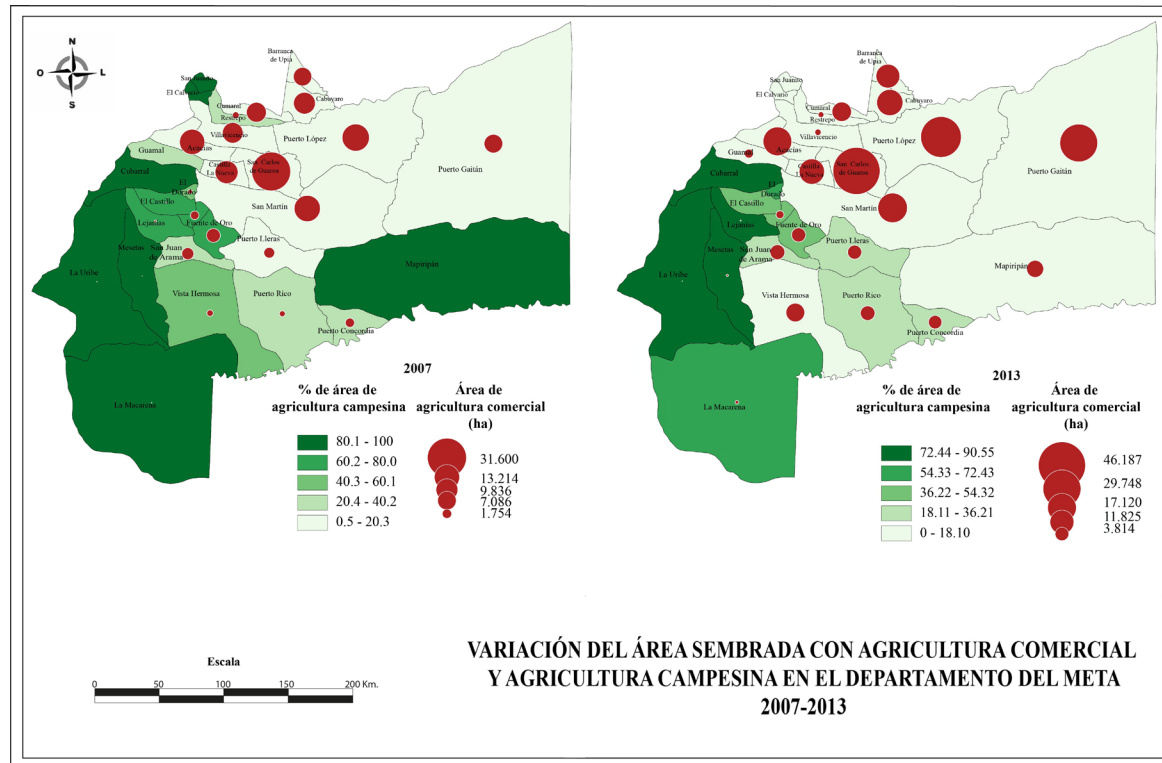 N
O L
S
Barranca
de Upia
San Juanito
El Calvario
Cumaral
Cabuyaro
Restrepo
Villavicencio
Puerto López
Acacias
Guamal
Castilla
La Nueva
San. Carlos
de Guaroa
Puerto Gaitán
Cubarral
El
Dorado
El Castillo
San Martín
Lejanías
Fuente de Oro
Mesetas
San Juan
de Arama
Puerto Lleras
La Uribe
Mapiripán
Vista Hermosa
Puerto Rico
Puerto Concordia
La Macarena
2007
% de área de
agricultura campesina
80.1 - 100
60.2 - 80.0
40.3 - 60.1
20.4 - 40.2
0.5 - 20.3
Área de
agricultura comercial
(ha)
31.600
13.214
9.836
7.086
1.754
Barranca
de Upia
San Juanito
El Calvario
Cumaral
Cabuyaro
Restrepo
Villavicencio
Puerto López
Acacias
Guamal
Castilla
La Nueva
San. Carlos
de Guaroa
Puerto Gaitán
Cubarral
El
Dorado
El Castillo
San Martín
Lejanías
Fuente de Oro
Mesetas
San Juan
de Arama
Puerto Lleras
La Uribe
Mapiripán
Vista Hermosa
Puerto Rico
Puerto Concordia
La Macarena
2013
% de área de
agricultura campesina
72.44 - 90.55
54.33 - 72.43
36.22 - 54.32
18.11 - 36.21
0 - 18.10
Área de
agricultura comercial
(ha)
46.187
29.748
17.120
11.825
3.814
Escala
0 50 100 150 200 Km.
VARIACIÓN DEL ÁREA SEMBRADA CON AGRICULTURA COMERCIAL
Y AGRICULTURA CAMPESINA EN EL DEPARTAMENTO DEL META
2007-2013